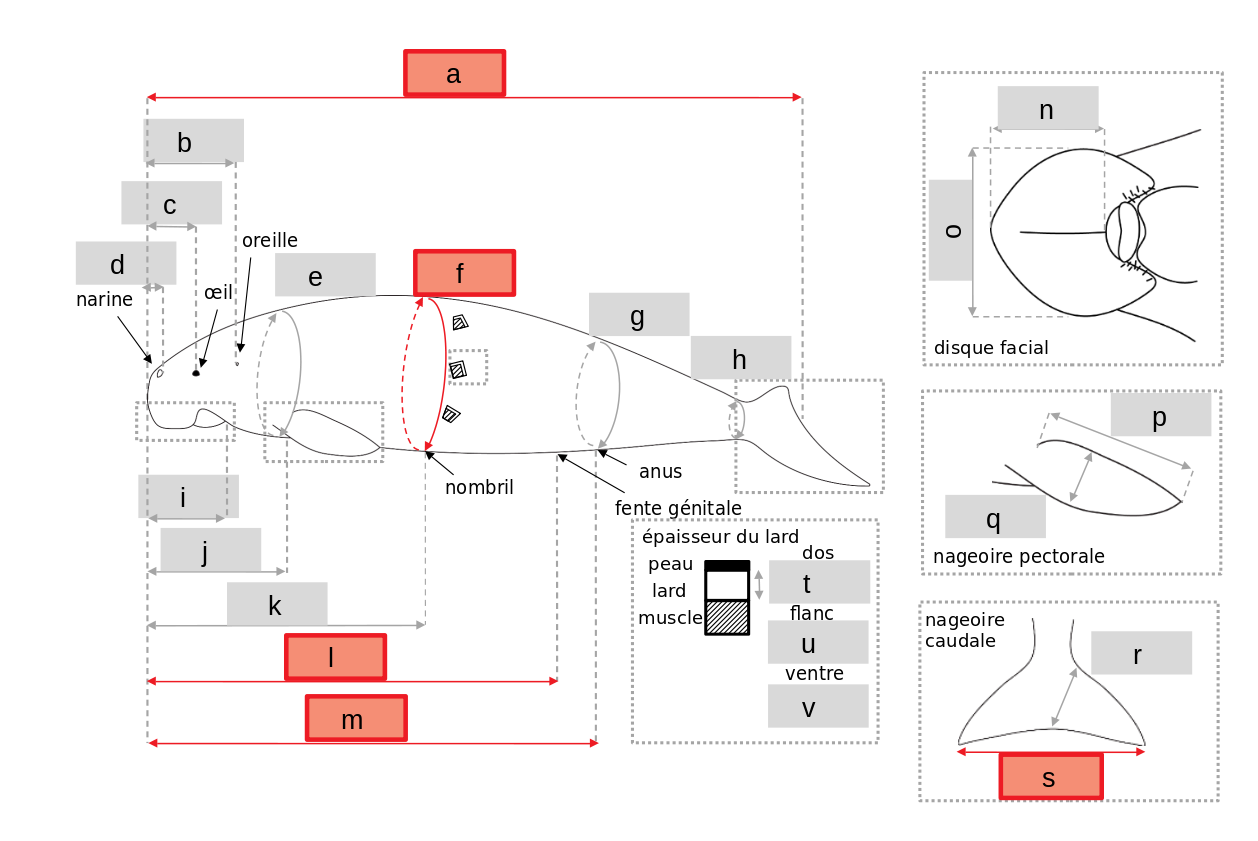 a
b
c
d
narine
œil
oreille
e
f
g
h
nombril
anus
fente génitale
i
j
k
l
m
épaisseur du lard
peau
lard
muscle
dos
t
flanc
u
ventre
v
n
o
disque facial
p
q
nageoire pectorale
nageoire
caudale
r
s